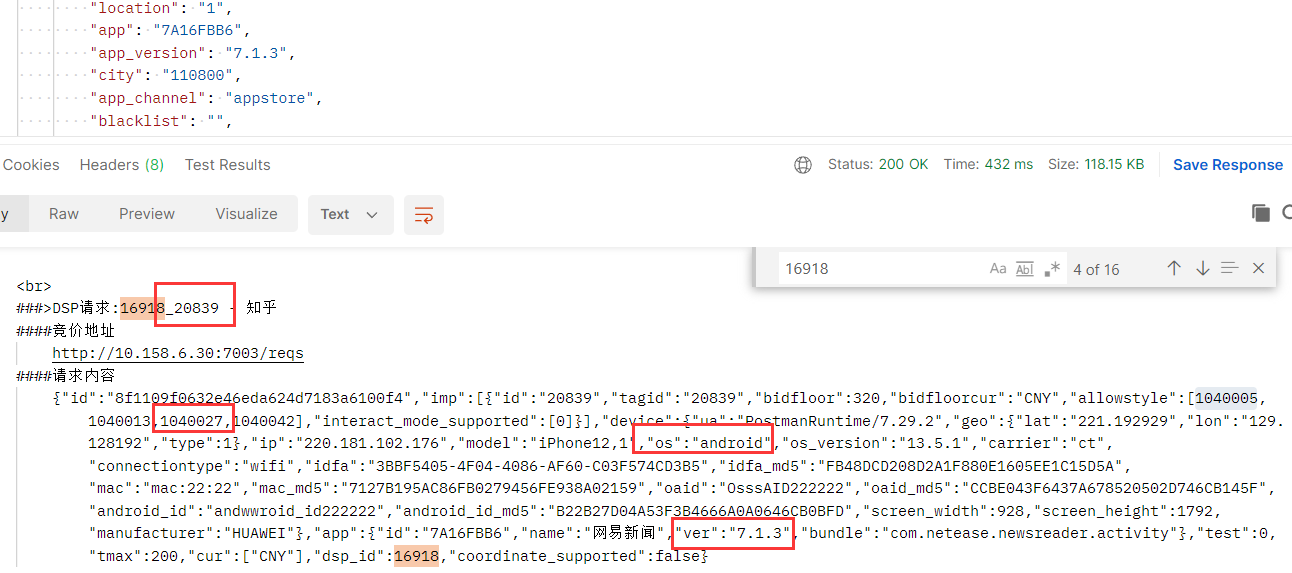 "location": "1",
"app": "7A16FBB6",
"app_version": "7.1.3",
"city": "110800",
"app_channel": "appstore",
"blacklist": "",
Cookies Headers (8) Test Results Status: 200 OK Time: 432 ms Size: 118.15 KB Save Response
y Raw Preview Visualize Text
16918 Aa Abl .* 4 of 16
<br>
###>DSP请求:16918_20839 - 知乎
####竞价地址
http://10.158.6.30:7003/reqs
####请求内容
{"id":"8f1109f0632e46eda624d7183a6100f4","imp":[{"id":"20839","tagid":"20839","bidfloor":320,"bidfloorcur":"CNY","allowstyle":[1040005,
1040013,1040027,1040042],"interact_mode_supported":[0]}],"device":{"ua":"PostmanRuntime/7.29.2","geo":{"lat":"221.192929","lon":"129.
128192","type":1},"ip":"220.181.102.176","model":"iPhone12,1","os":"android","os_version":"13.5.1","carrier":"ct",
"connectiontype":"wifi","idfa":"3BBF5405-4F04-4086-AF60-C03F574CD3B5","idfa_md5":"FB48DCD208D2A1F880E1605EE1C15D5A",
"mac":"mac:22:22","mac_md5":"7127B195AC86FB0279456FE938A02159","oaid":"OsssAID222222","oaid_md5":"CCBE043F6437A678520502D746CB145F",
"android_id":"andwwroid_id222222","android_id_md5":"B22B27D04A53F3B4666A0A0646CB0BFD","screen_width":928,"screen_height":1792,
"manufacturer":"HUAWEI"},"app":{"id":"7A16FBB6","name":"网易新闻","ver":"7.1.3","bundle":"com.netease.newsreader.activity"},"test":0,
"tmax":200,"cur":["CNY"],"dsp_id":16918,"coordinate_supported":false}